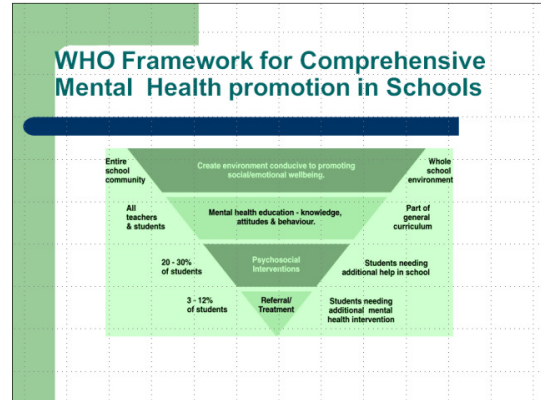 WHO Framework for Comprehensive
Mental Health promotion in Schools
Entire
school
community
Create environment conducive to promoting
social/emotional wellbeing.
Whole
school
environment
All
teachers
& students
Mental health education - knowledge,
attitudes & behaviour.
Part of
general
curriculum
20 - 30%
of students
Psychosocial
Interventions
Students needing
additional help in school
3 - 12%
of students
Referral/
Treatment
Students needing
additional mental
health intervention